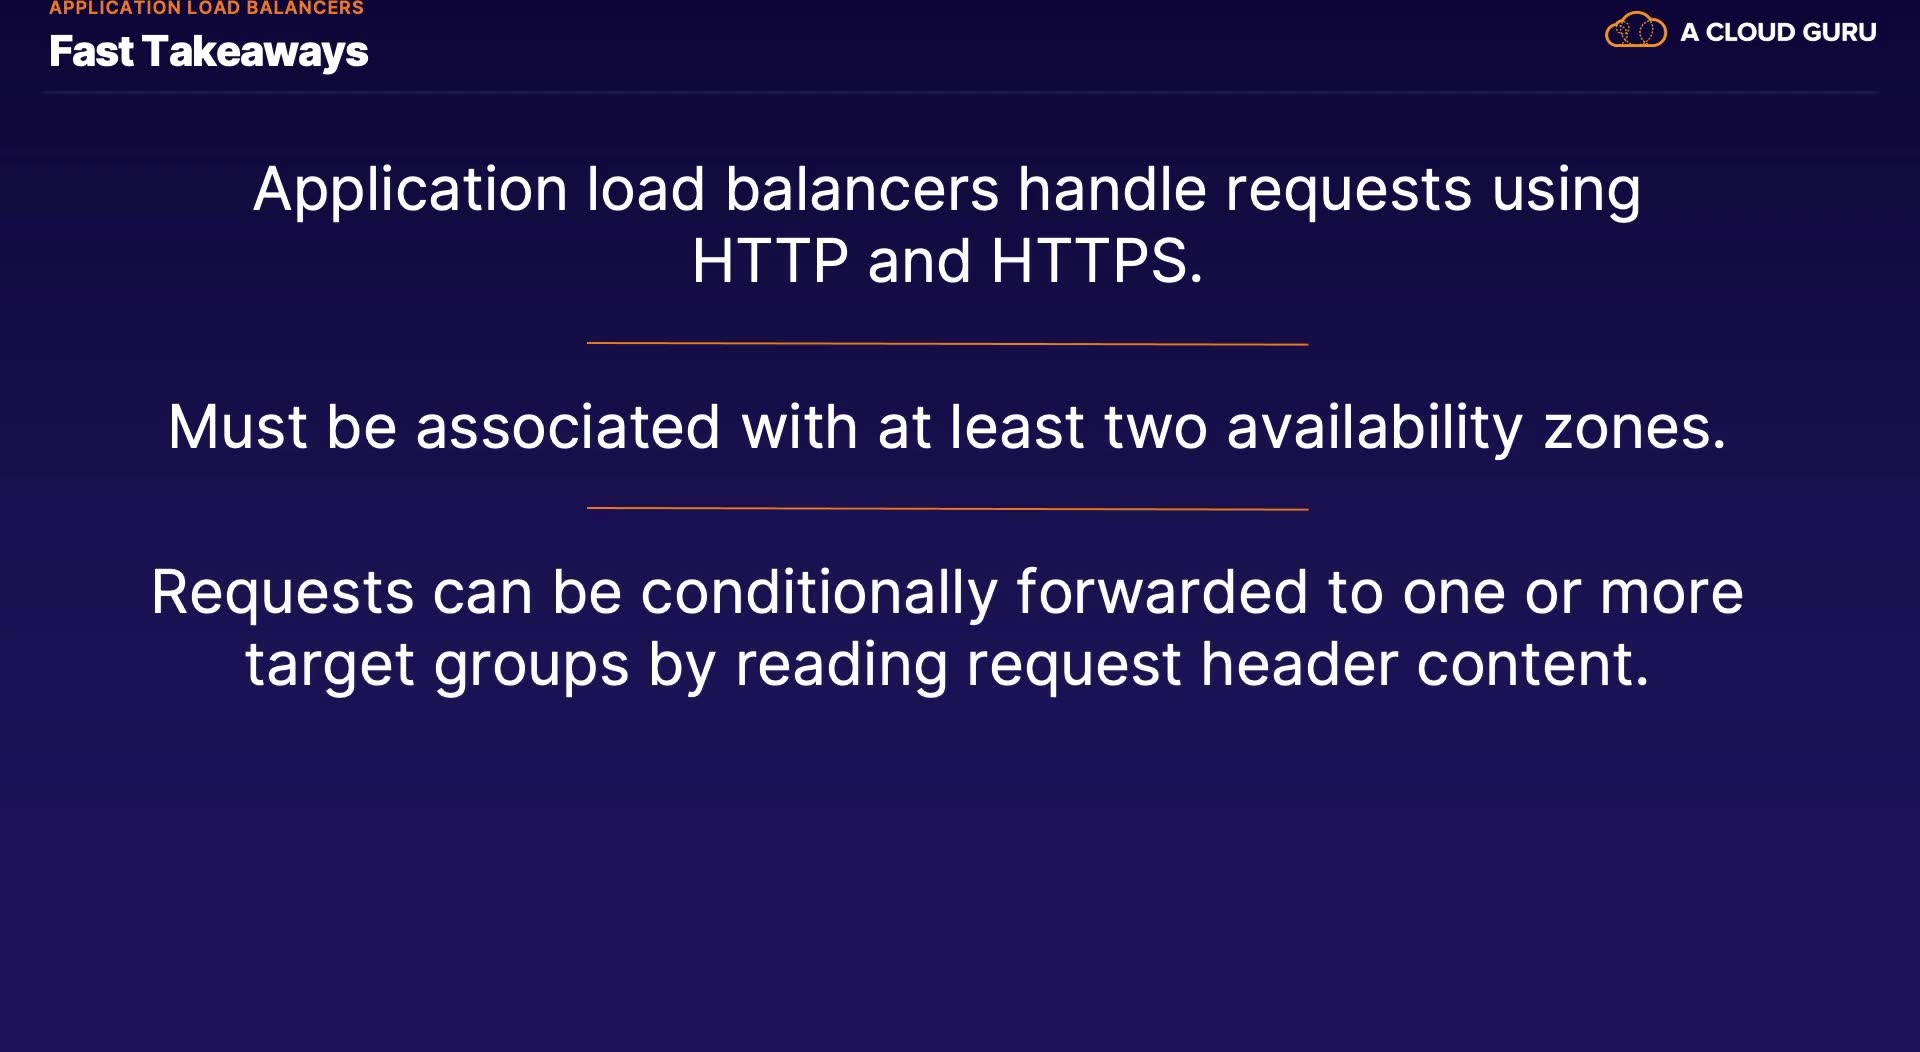 APPLICATION LOAD BALANCERS
Fast Takeaways
A CLOUD GURU
Application load balancers handle requests using
HTTP and HTTPS.
Must be associated with at least two availability zones.
Requests can be conditionally forwarded to one or more
target groups by reading request header content.